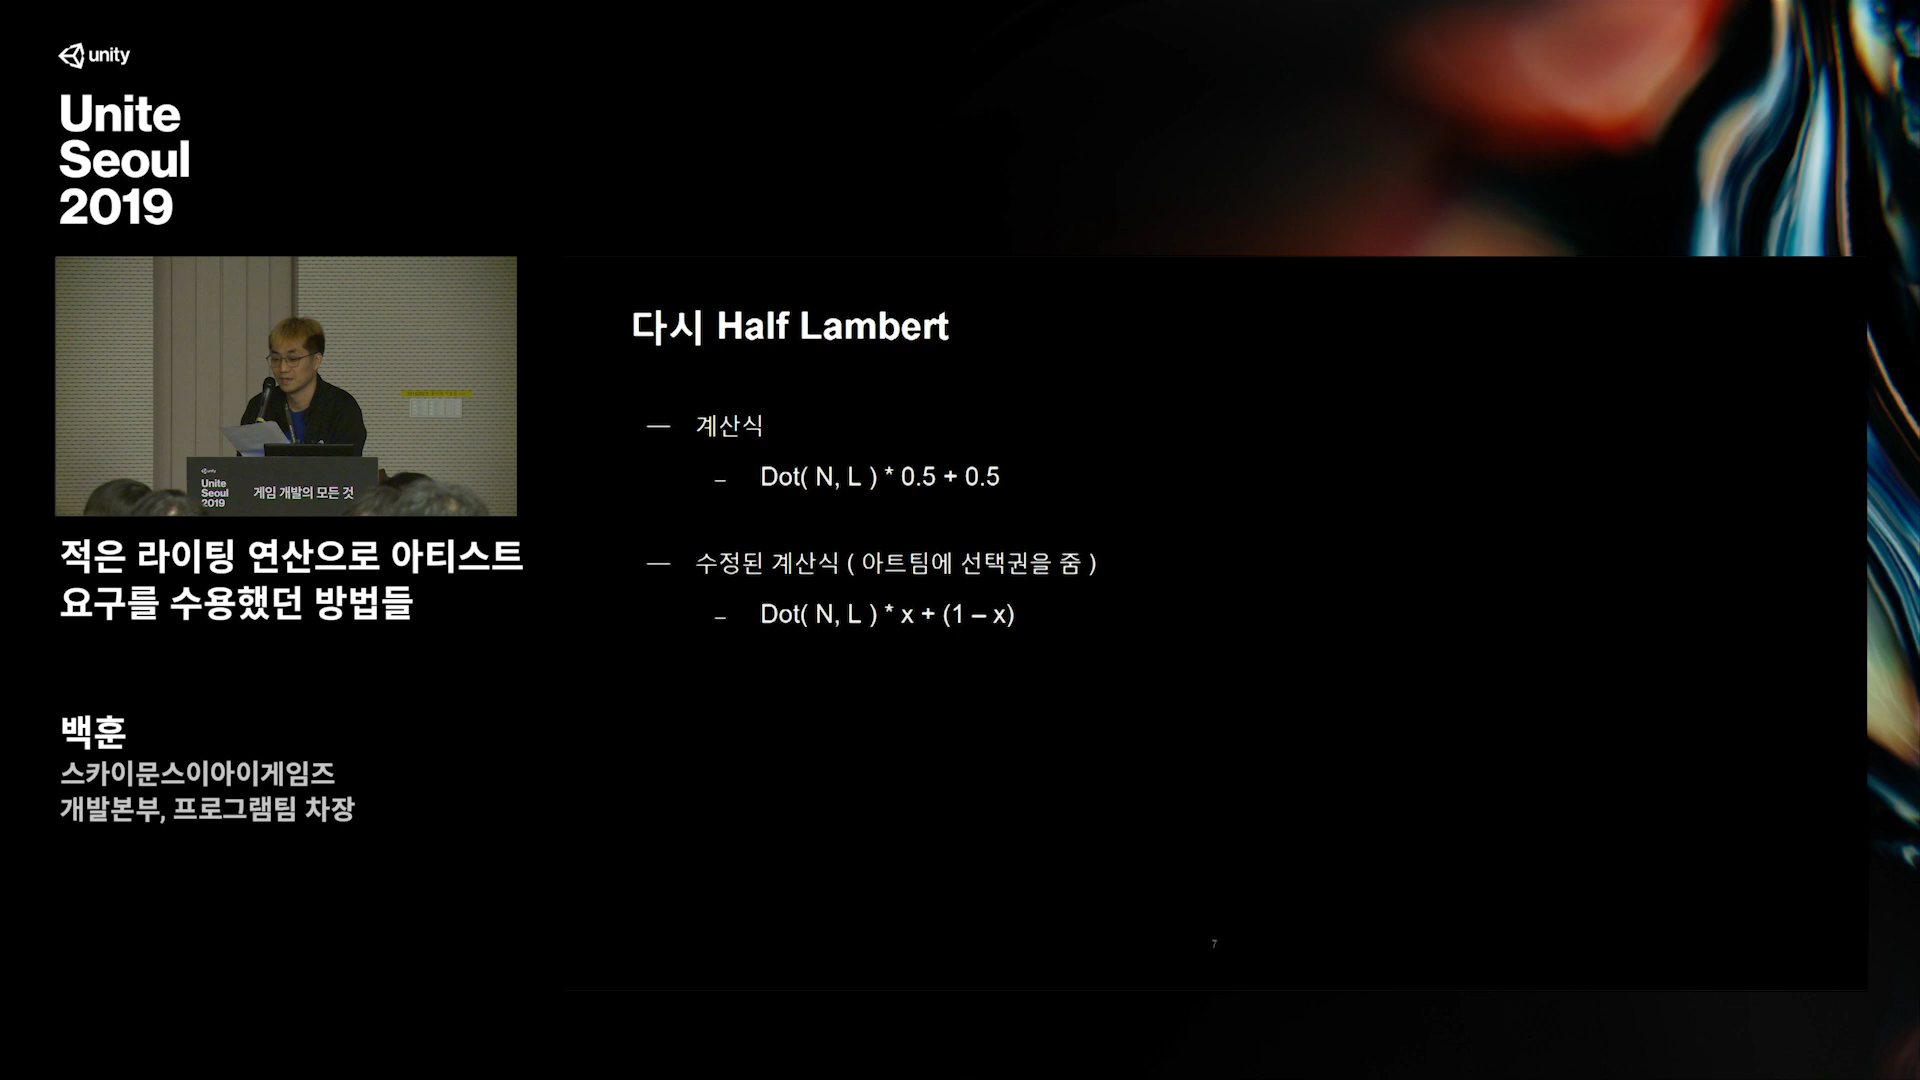 unity
Unite
Seoul
2019
unity
Unite
Seoul
2019
게임 개발의 모든 것
적은 라이팅 연산으로 아티스트
요구를 수용했던 방법들
백훈
스카이문스이아이게임즈
개발본부, 프로그램팀 차장
다시 Half Lambert
— 계산식
– Dot( N, L ) * 0.5 + 0.5
— 수정된 계산식 ( 아트팀에 선택권을 줌 )
– Dot( N, L ) * x + (1 – x)
7